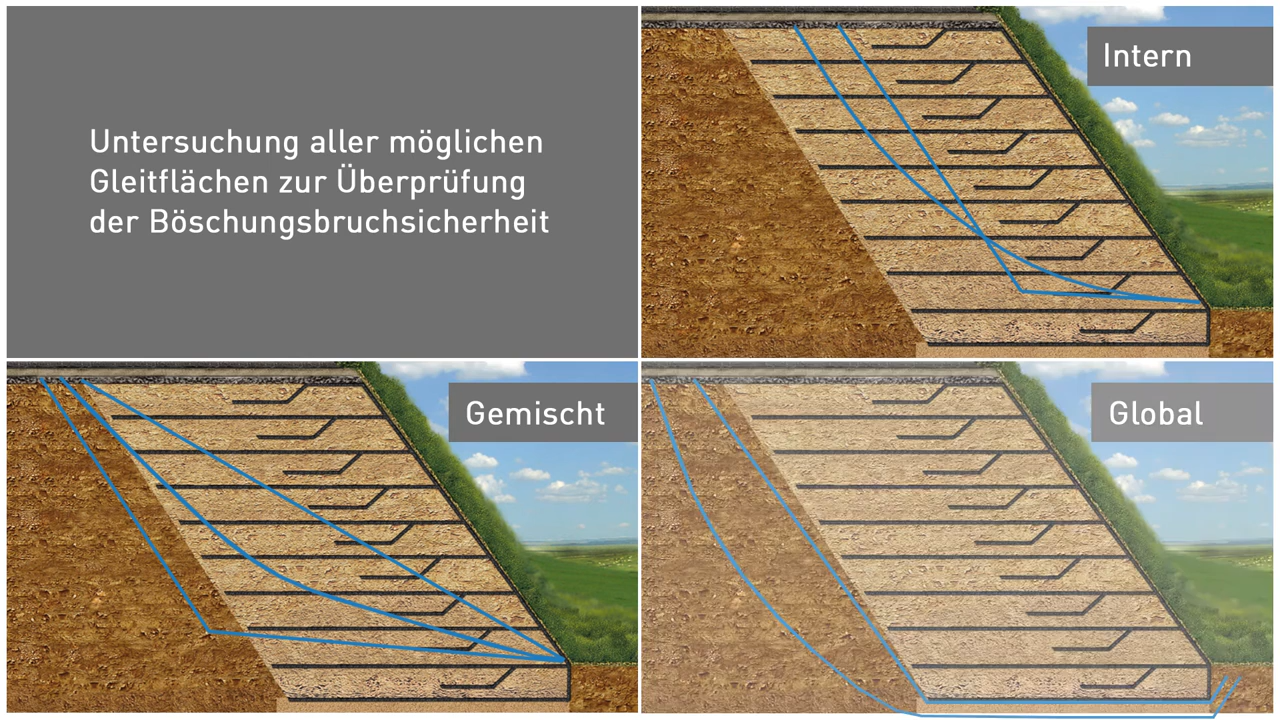 Untersuchung aller möglichen
Gleitflächen zur Überprüfung
der Böschungsbruchsicherheit
Intern
Gemischt
Global